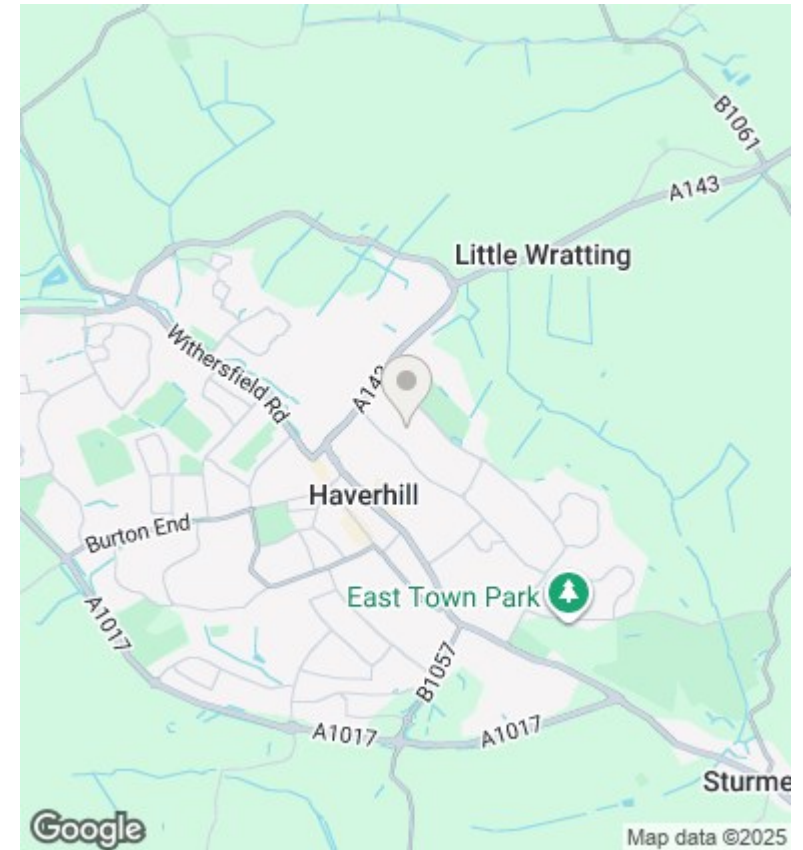 B1061
A143
Little Wratting
Withersfield Rd
A143
Haverhill
Burton End
East Town Park
A1017
B1057
A1017
A1017
Sturme
Google
Map data ©2025